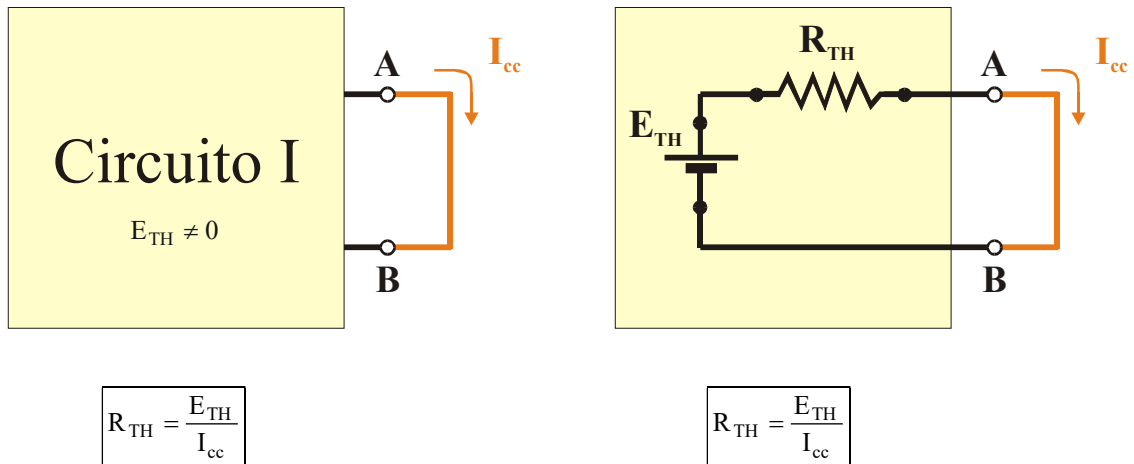 A
I_cc
Circuito I
E_TH ≠ 0
B
R_TH
A
I_cc
E_TH
B
R_TH = E_TH / I_cc
R_TH = E_TH / I_cc